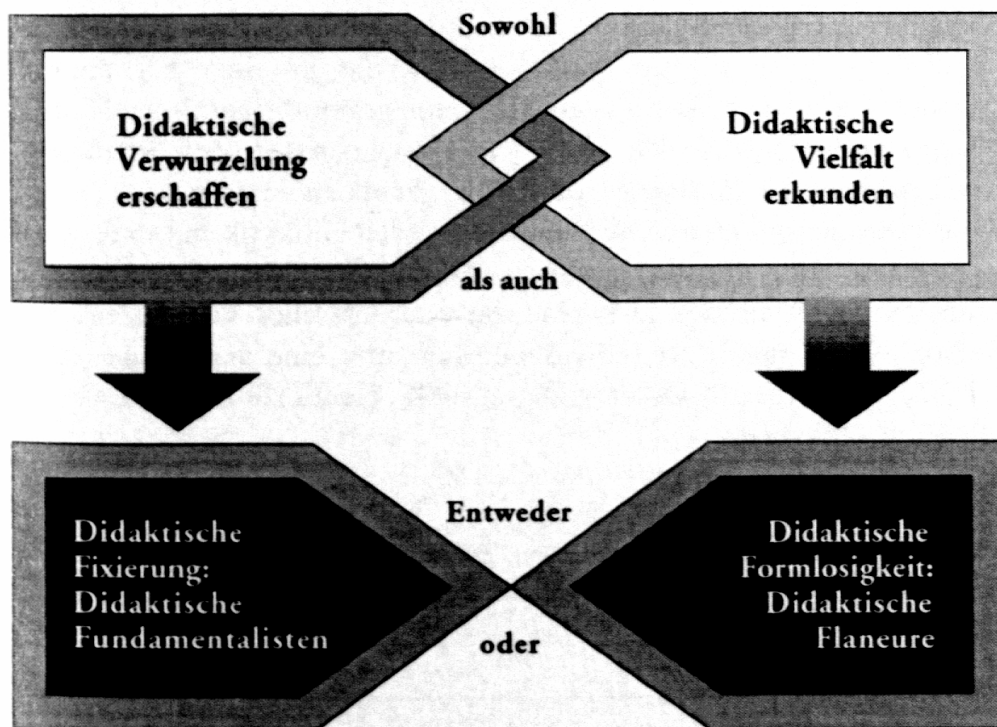 Sowohl
Didaktische
Verwurzelung
erschaffen
Didaktische
Vielfalt
erkunden
als auch
Didaktische
Fixierung:
Didaktische
Fundamentalisten
Entweder
oder
Didaktische
Formlosigkeit:
Didaktische
Flaneure